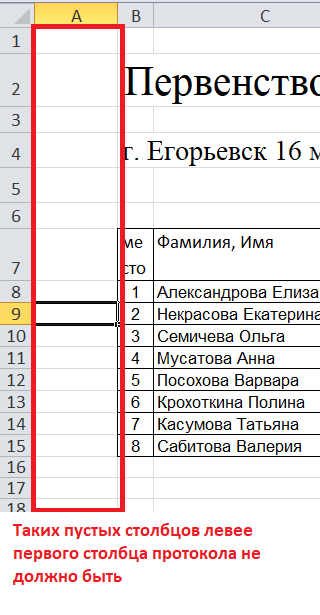 A B C
1
2 Первенство
3
4 г. Егорьевск 16 м
5
6
7 ме
сто Фамилия, Имя
8 1 Александрова Елиза
9 2 Некрасова Екатерина
10 3 Семичева Ольга
11 4 Мусатова Анна
12 5 Посохова Варвара
13 6 Крохоткина Полина
14 7 Касумова Татьяна
15 8 Сабитова Валерия
16
17
18
Таких пустых столбцов левее
первого столбца протокола не
должно быть